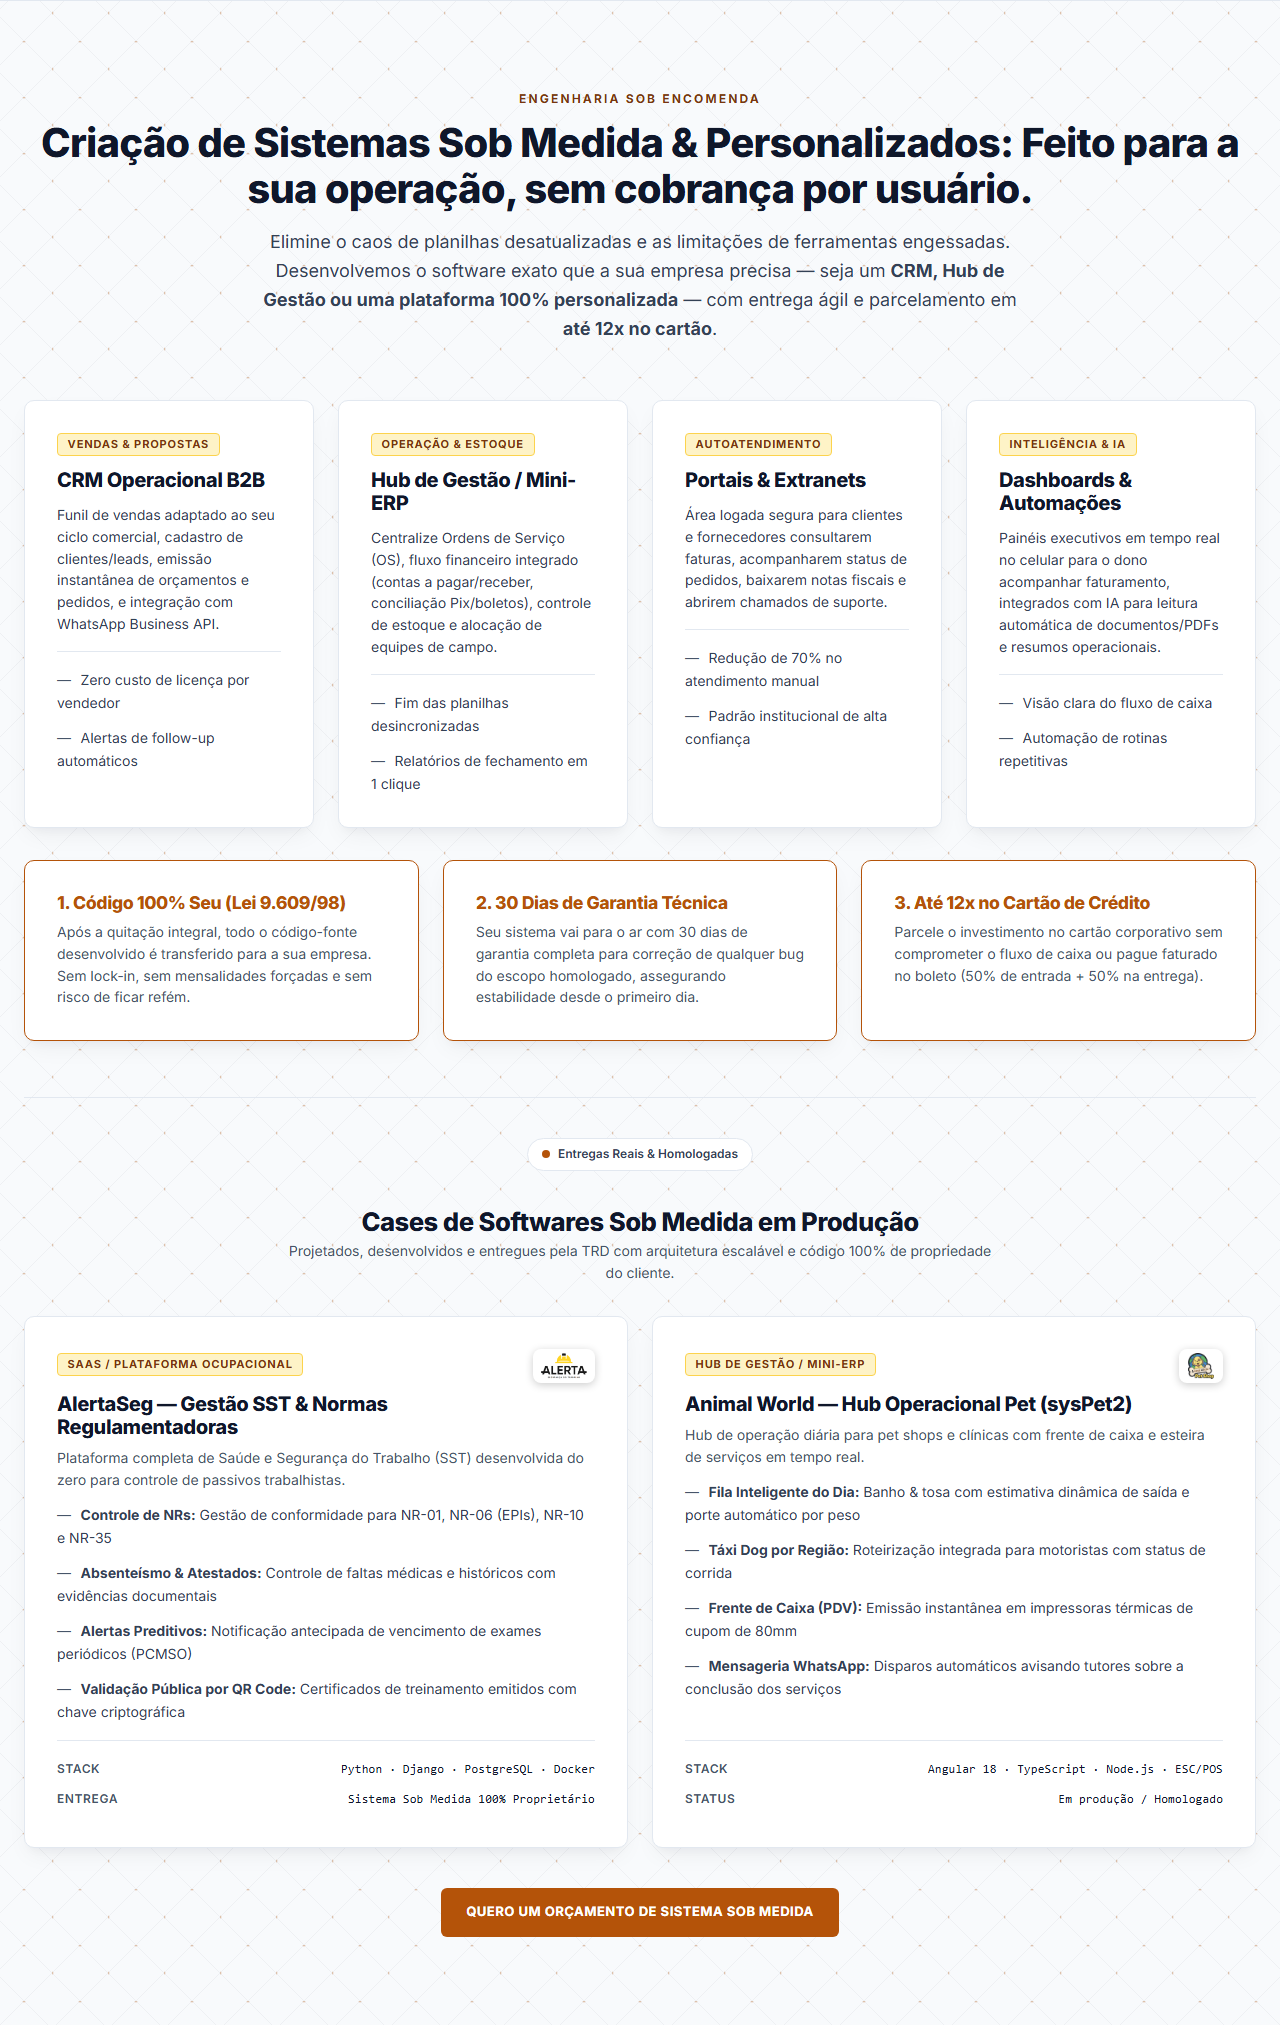 ENGENHARIA SOB ENCOMENDA
Criação de Sistemas Sob Medida & Personalizados: Feito para a
sua operação, sem cobrança por usuário.
Elimine o caos de planilhas desatualizadas e as limitações de ferramentas engessadas.
Desenvolvemos o software exato que a sua empresa precisa — seja um CRM, Hub de
Gestão ou uma plataforma 100% personalizada — com entrega ágil e parcelamento em
até 12x no cartão.
VENDAS & PROPOSTAS
CRM Operacional B2B
Funil de vendas adaptado ao seu
ciclo comercial, cadastro de
clientes/leads, emissão
instantânea de orçamentos e
pedidos, e integração com
WhatsApp Business API.
— Zero custo de licença por
vendedor
— Alertas de follow-up
automáticos
OPERAÇÃO & ESTOQUE
Hub de Gestão / Mini-
ERP
Centralize Ordens de Serviço
(OS), fluxo financeiro integrado
(contas a pagar/receber,
conciliação Pix/boletos), controle
de estoque e alocação de
equipes de campo.
— Fim das planilhas
desincronizadas
— Relatórios de fechamento em
1 clique
AUTOATENDIMENTO
Portais & Extranets
Área logada segura para clientes
e fornecedores consultarem
faturas, acompanharem status de
pedidos, baixarem notas fiscais e
abrirem chamados de suporte.
— Redução de 70% no
atendimento manual
— Padrão institucional de alta
confiança
INTELIGÊNCIA & IA
Dashboards &
Automações
Painéis executivos em tempo real
no celular para o dono
acompanhar faturamento,
integrados com IA para leitura
automática de documentos/PDFs
e resumos operacionais.
— Visão clara do fluxo de caixa
— Automação de rotinas
repetitivas
1. Código 100% Seu (Lei 9.609/98)
Após a quitação integral, todo o código-fonte
desenvolvido é transferido para a sua empresa.
Sem lock-in, sem mensalidades forçadas e sem
risco de ficar refém.
2. 30 Dias de Garantia Técnica
Seu sistema vai para o ar com 30 dias de
garantia completa para correção de qualquer bug
do escopo homologado, assegurando
estabilidade desde o primeiro dia.
3. Até 12x no Cartão de Crédito
Parcele o investimento no cartão corporativo sem
comprometer o fluxo de caixa ou pague faturado
no boleto (50% de entrada + 50% na entrega).
Entregas Reais & Homologadas
Cases de Softwares Sob Medida em Produção
Projetados, desenvolvidos e entregues pela TRD com arquitetura escalável e código 100% de propriedade
do cliente.
SAAS / PLATAFORMA OCUPACIONAL
ALERTA
AlertaSeg — Gestão SST & Normas
Regulamentadoras
Plataforma completa de Saúde e Segurança do Trabalho (SST) desenvolvida do
zero para controle de passivos trabalhistas.
— Controle de NRs: Gestão de conformidade para NR-01, NR-06 (EPIs), NR-10
e NR-35
— Absenteísmo & Atestados: Controle de faltas médicas e históricos com
evidências documentais
— Alertas Preditivos: Notificação antecipada de vencimento de exames
periódicos (PCMSO)
— Validação Pública por QR Code: Certificados de treinamento emitidos com
chave criptográfica
STACK Python · Django · PostgreSQL · Docker
ENTREGA Sistema Sob Medida 100% Proprietário
HUB DE GESTÃO / MINI-ERP
Animal World — Hub Operacional Pet (sysPet2)
Hub de operação diária para pet shops e clínicas com frente de caixa e esteira
de serviços em tempo real.
— Fila Inteligente do Dia: Banho & tosa com estimativa dinâmica de saída e
porte automático por peso
— Táxi Dog por Região: Roteirização integrada para motoristas com status de
corrida
— Frente de Caixa (PDV): Emissão instantânea em impressoras térmicas de
cupom de 80mm
— Mensageria WhatsApp: Disparos automáticos avisando tutores sobre a
conclusão dos serviços
STACK Angular 18 · TypeScript · Node.js · ESC/POS
STATUS Em produção / Homologado
QUERO UM ORÇAMENTO DE SISTEMA SOB MEDIDA